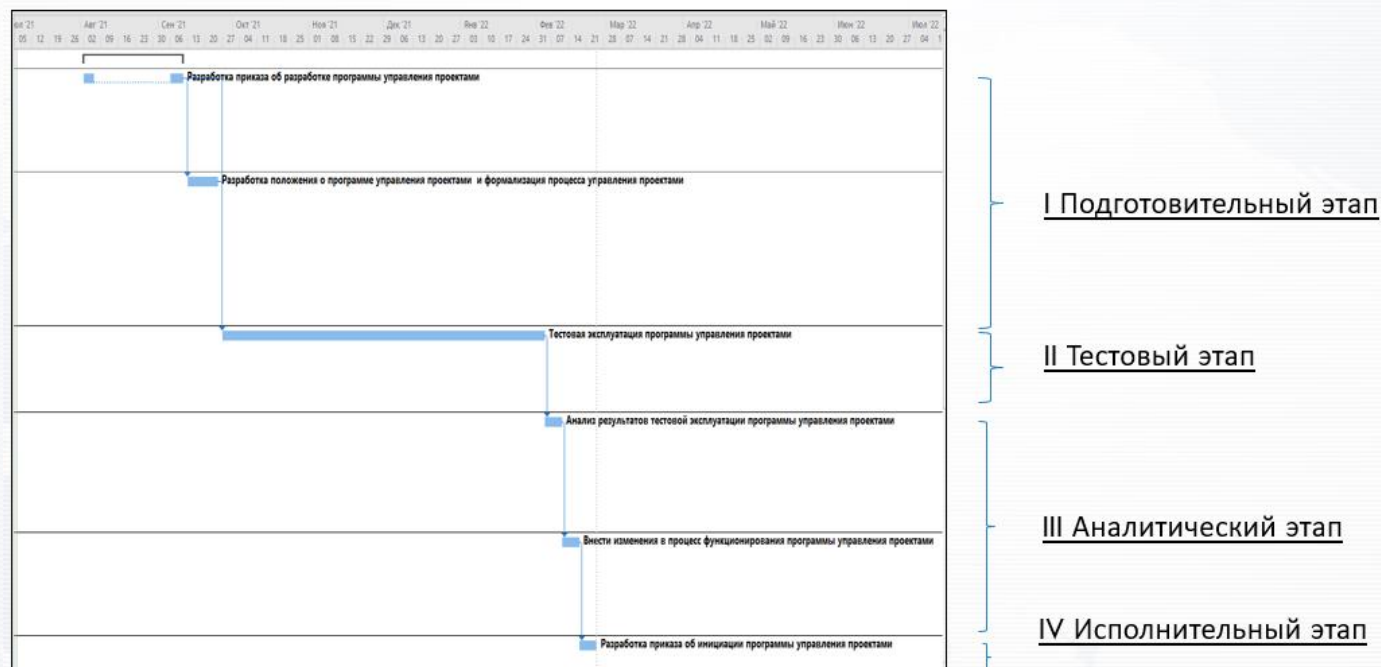 юл '21 Авг '21 Сен '21 Окт '21 Ноя '21 Дек '21 Янв '22 Фев '22 Мар '22 Апр '22 Май '22 Июн '22 Июл '22
05 12 19 26 02 09 16 23 30 06 13 20 27 04 11 18 25 01 08 15 22 29 06 13 20 27 03 10 17 24 31 07 14 21 28 07 14 21 28 04 11 18 25 02 09 16 23 30 06 13 20 27 04 1
Разработка приказа об разработке программы управления проектами
Разработка положения о программе управления проектами и формализация процесса управления проектами
I Подготовительный этап
Тестовая эксплуатация программы управления проектами
II Тестовый этап
Анализ результатов тестовой эксплуатации программы управления проектами
III Аналитический этап
Внести изменения в процесс функционирования программы управления проектами
IV Исполнительный этап
Разработка приказа об инициации программы управления проектами